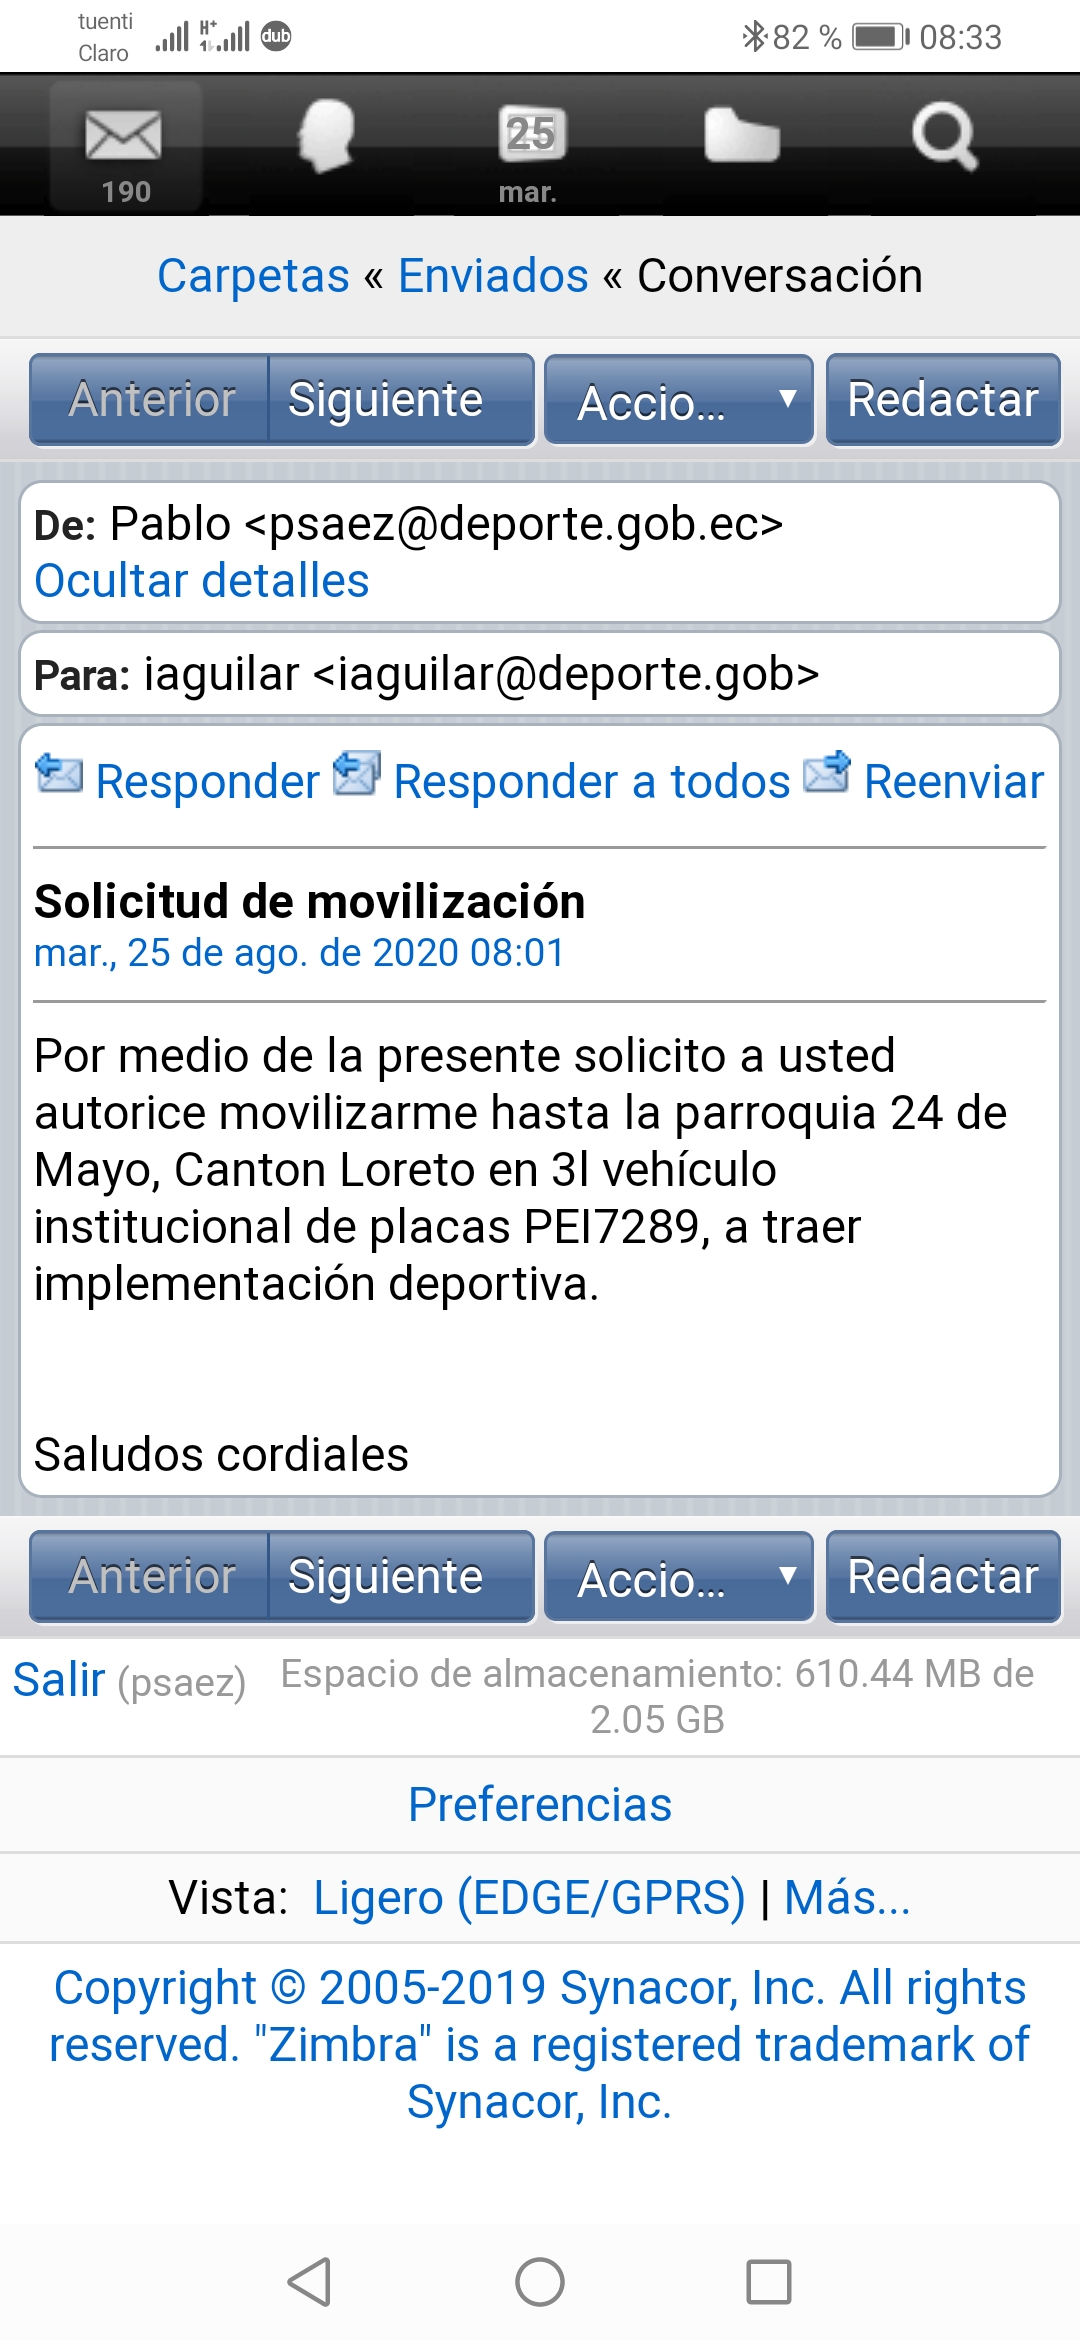 tuenti
Claro
H+
dub
82 %
08:33
190
25
mar.
Carpetas « Enviados « Conversación
Anterior Siguiente Accio... ▼ Redactar
De: Pablo <psaez@deporte.gob.ec>
Ocultar detalles
Para: iaguilar <iaguilar@deporte.gob>
Responder Responder a todos Reenviar
Solicitud de movilización
mar., 25 de ago. de 2020 08:01
Por medio de la presente solicito a usted
autorice movilizarme hasta la parroquia 24 de
Mayo, Canton Loreto en 3l vehículo
institucional de placas PEI7289, a traer
implementación deportiva.
Saludos cordiales
Anterior Siguiente Accio... ▼ Redactar
Salir (psaez) Espacio de almacenamiento: 610.44 MB de
2.05 GB
Preferencias
Vista: Ligero (EDGE/GPRS) | Más...
Copyright © 2005-2019 Synacor, Inc. All rights
reserved. "Zimbra" is a registered trademark of
Synacor, Inc.